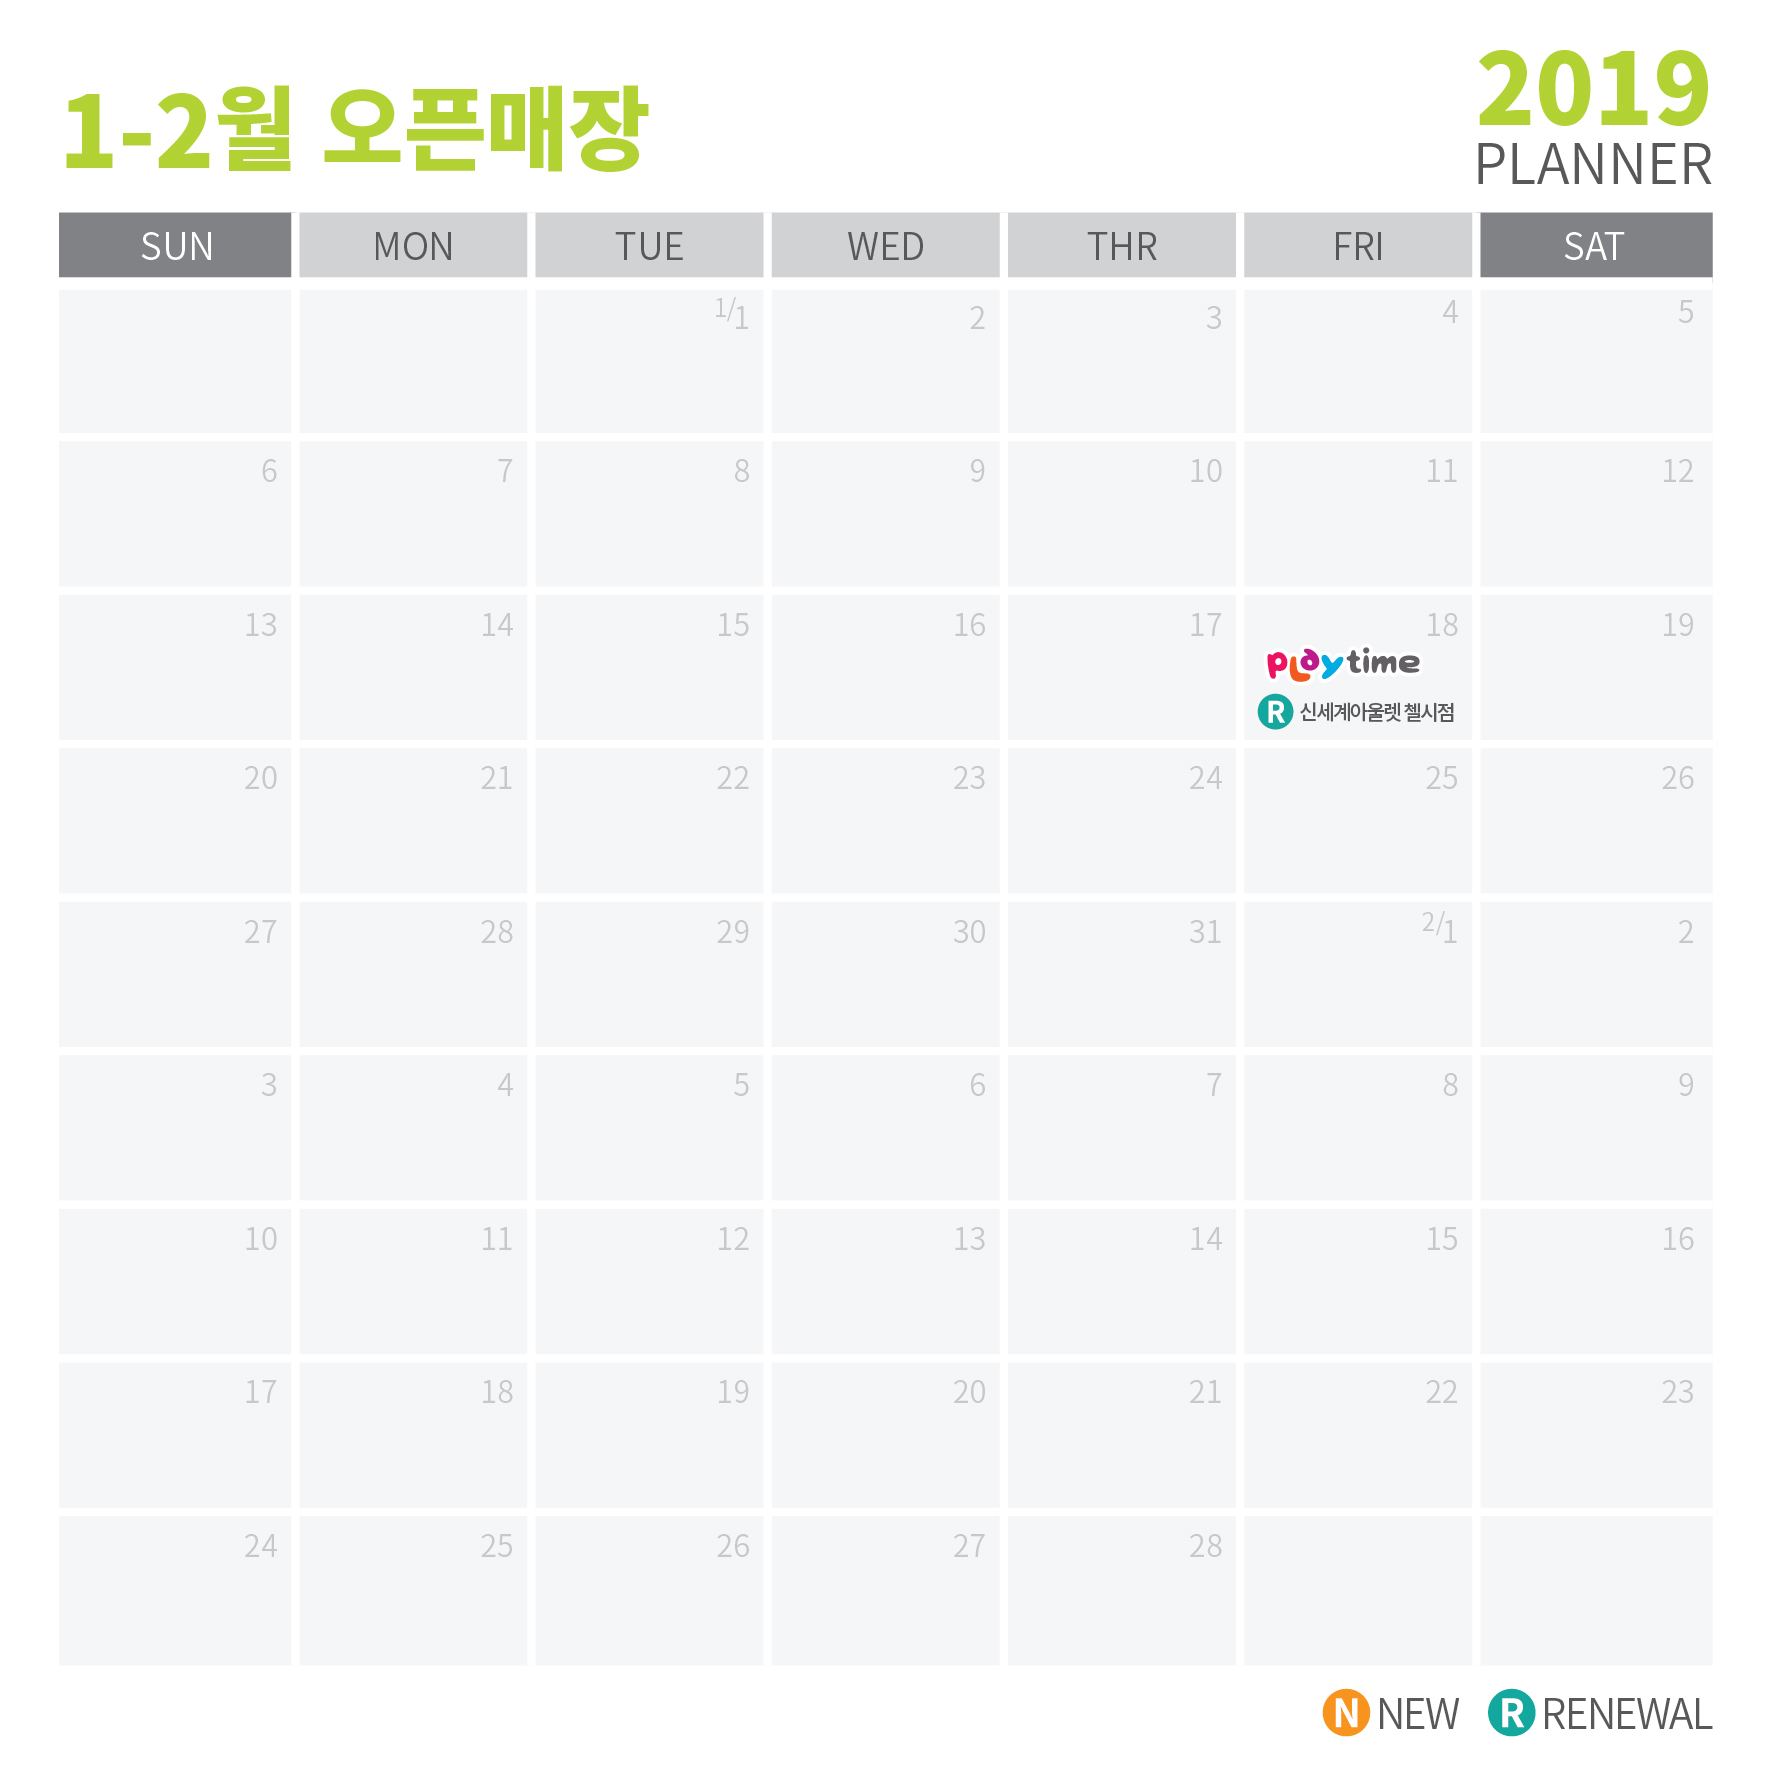 1-2월 오픈매장
2019
PLANNER
SUN MON TUE WED THR FRI SAT
1/1 2 3 4 5
6 7 8 9 10 11 12
13 14 15 16 17 18 19
playtime
R 신세계아울렛 첼시점
20 21 22 23 24 25 26
27 28 29 30 31 2/1 2
3 4 5 6 7 8 9
10 11 12 13 14 15 16
17 18 19 20 21 22 23
24 25 26 27 28
N NEW R RENEWAL